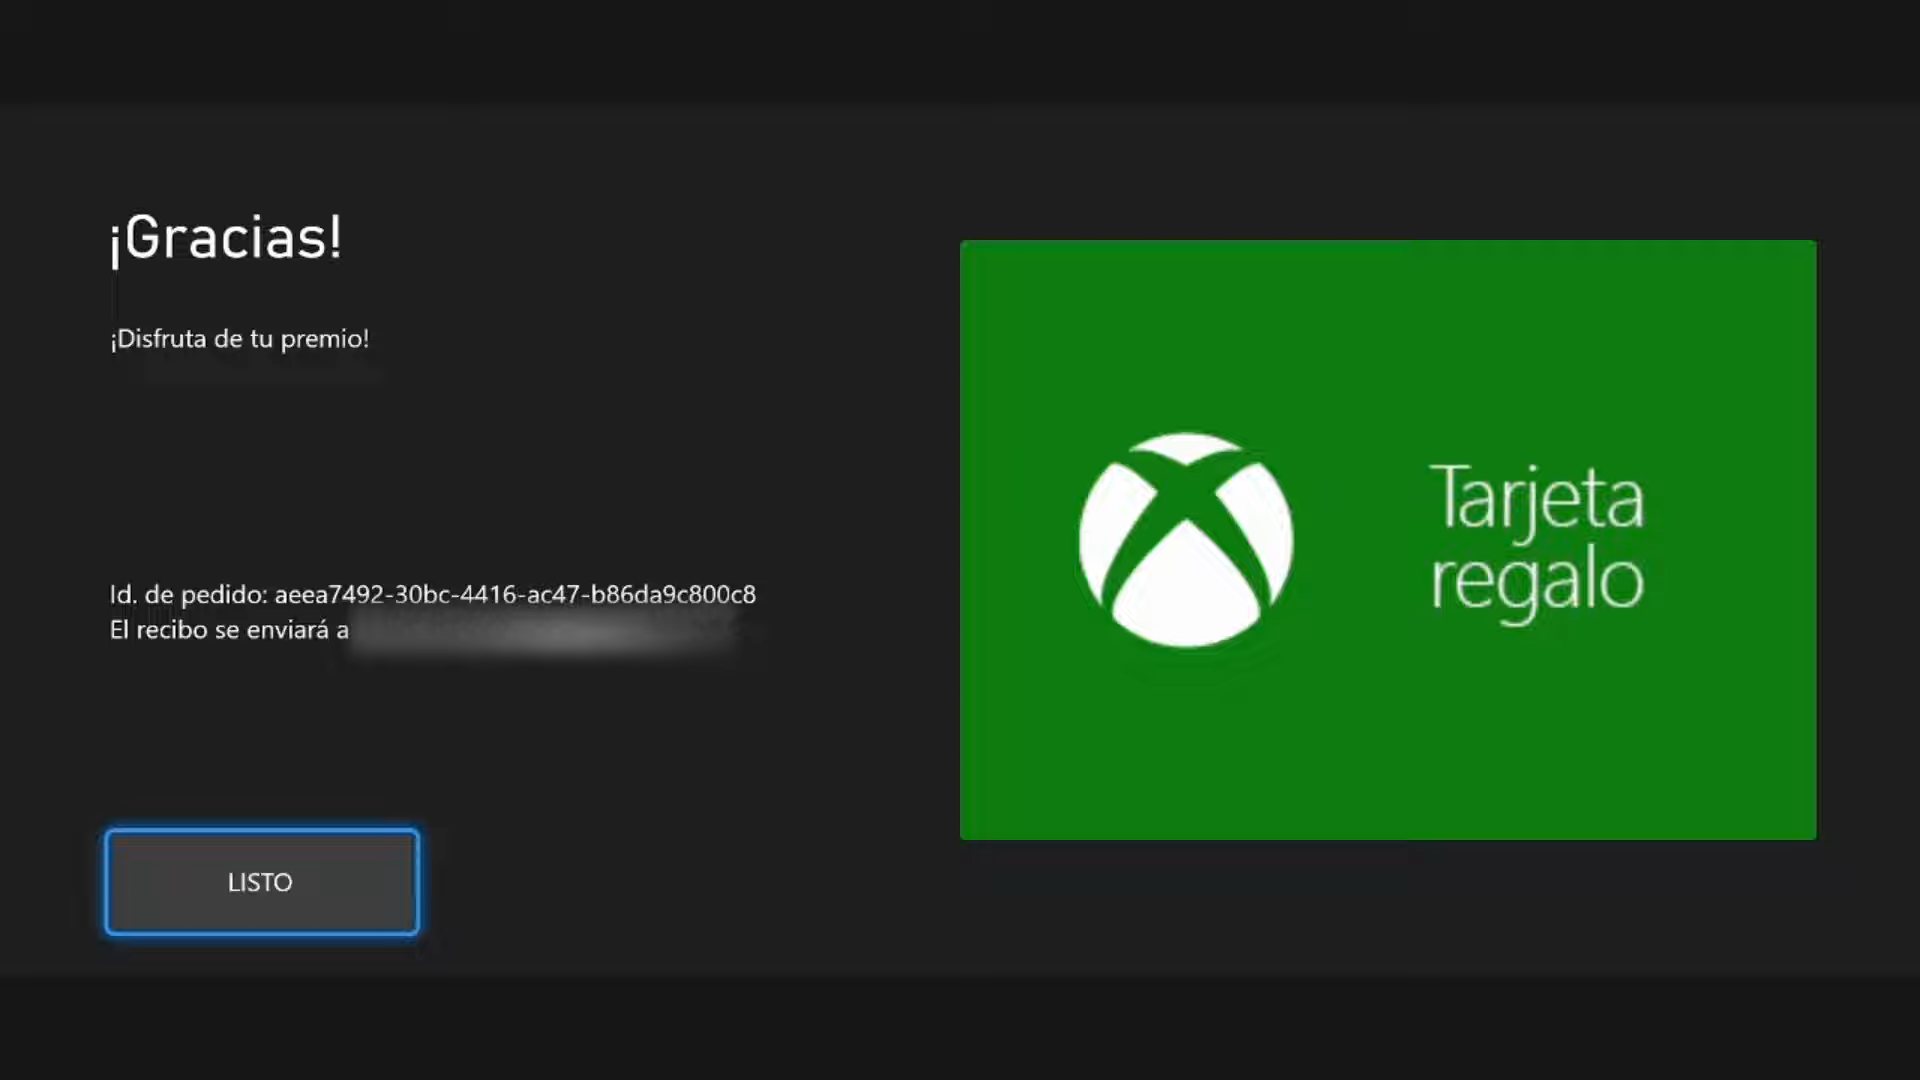 ¡Gracias!
¡Disfruta de tu premio!
Id. de pedido: aeea7492-30bc-4416-ac47-b86da9c800c8
El recibo se enviará a
LISTO
Tarjeta
regalo